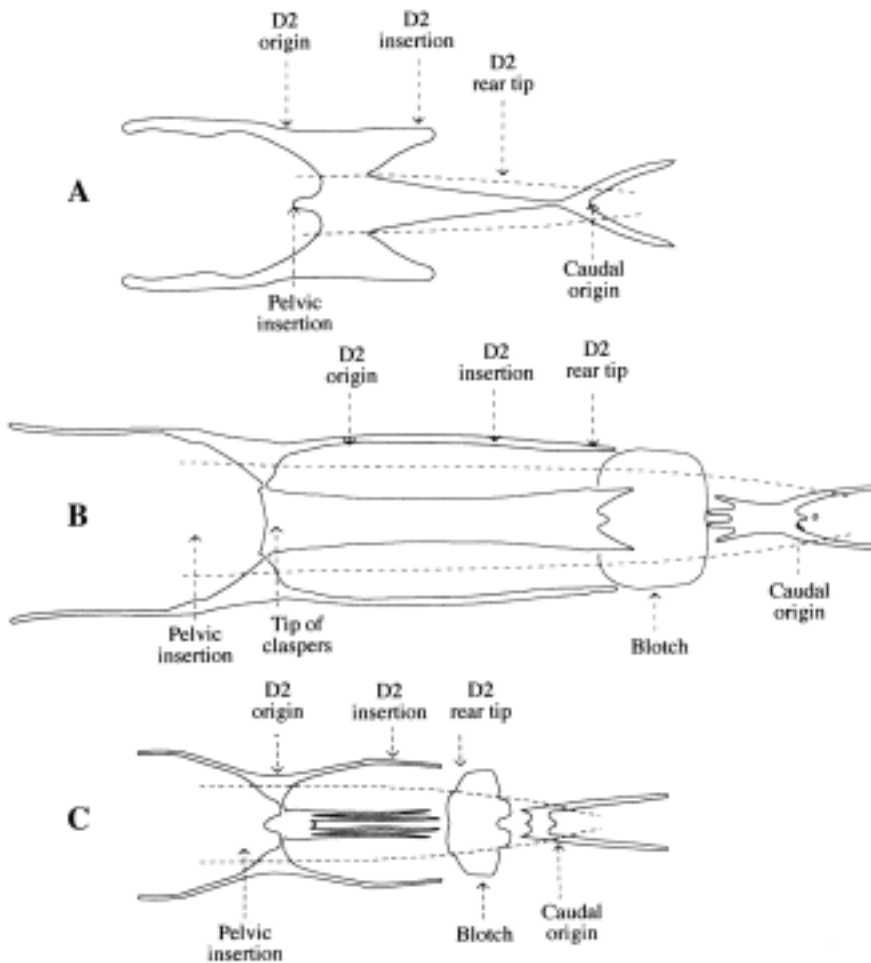 D2
origin
D2
insertion
D2
rear tip
A
Pelvic
insertion
Caudal
origin
D2
origin
D2
insertion
D2
rear tip
B
Pelvic
insertion
Tip of
claspers
Blotch
Caudal
origin
D2
origin
D2
insertion
D2
rear tip
C
Pelvic
insertion
Blotch
Caudal
origin